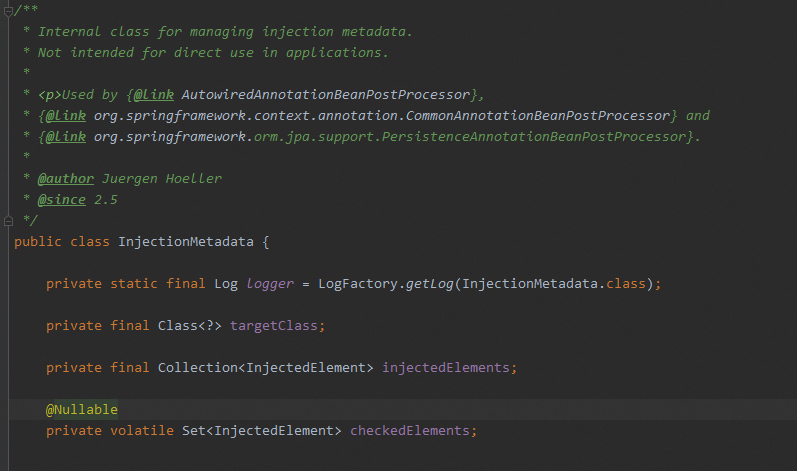 /**
 * Internal class for managing injection metadata.
 * Not intended for direct use in applications.
 *
 * <p>Used by {@link AutowiredAnnotationBeanPostProcessor},
 * {@link org.springframework.context.annotation.CommonAnnotationBeanPostProcessor} and
 * {@link org.springframework.orm.jpa.support.PersistenceAnnotationBeanPostProcessor}.
 *
 * @author Juergen Hoeller
 * @since 2.5
 */
public class InjectionMetadata {
    private static final Log logger = LogFactory.getLog(InjectionMetadata.class);
    private final Class<?> targetClass;
    private final Collection<InjectedElement> injectedElements;
    @Nullable
    private volatile Set<InjectedElement> checkedElements;